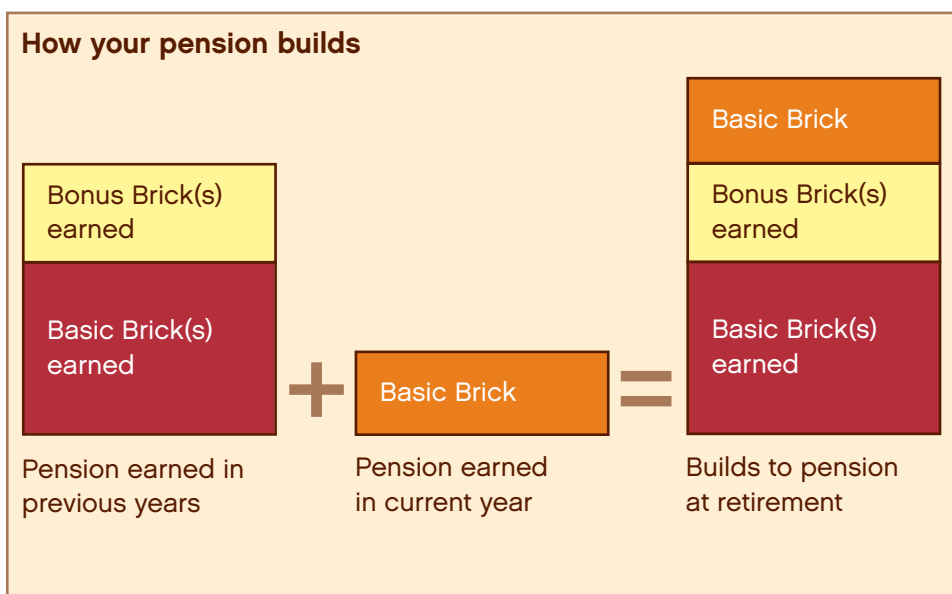 How your pension builds
Bonus Brick(s)
earned
Basic Brick(s)
earned
+
Basic Brick
=
Basic Brick
Bonus Brick(s)
earned
Basic Brick(s)
earned
Pension earned in
previous years
Pension earned
in current year
Builds to pension
at retirement